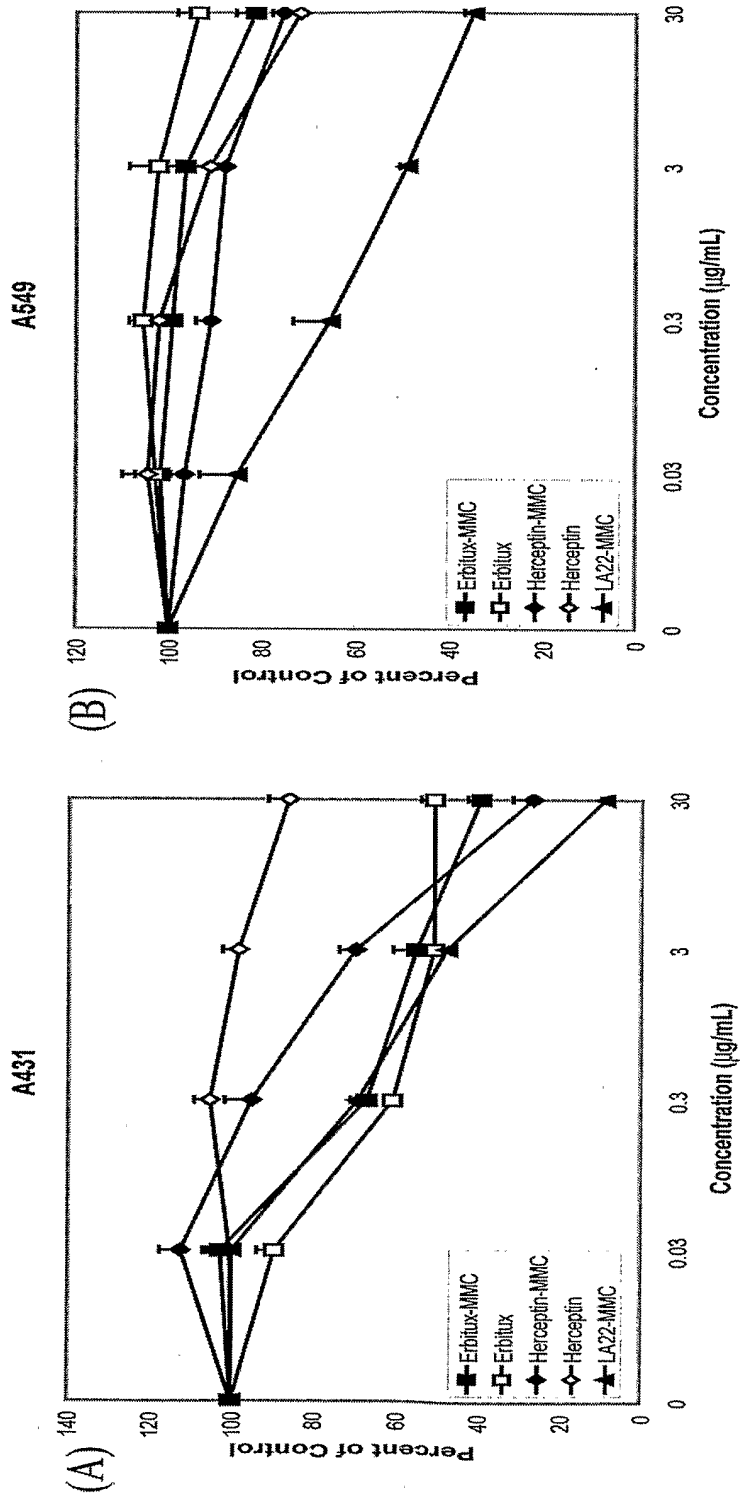 (A)
A431
Percent of Control
140
120
100
80
60
40
20
0
Erbitux-MMC
Erbitux
Herceptin-MMC
Herceptin
LA22-MMC
0
0.03
0.3
3
30
Concentration (μg/mL)
(B)
A549
Percent of Control
120
100
80
60
40
20
0
Erbitux-MMC
Erbitux
Herceptin-MMC
Herceptin
LA22-MMC
0
0.03
0.3
3
30
Concentration (μg/mL)